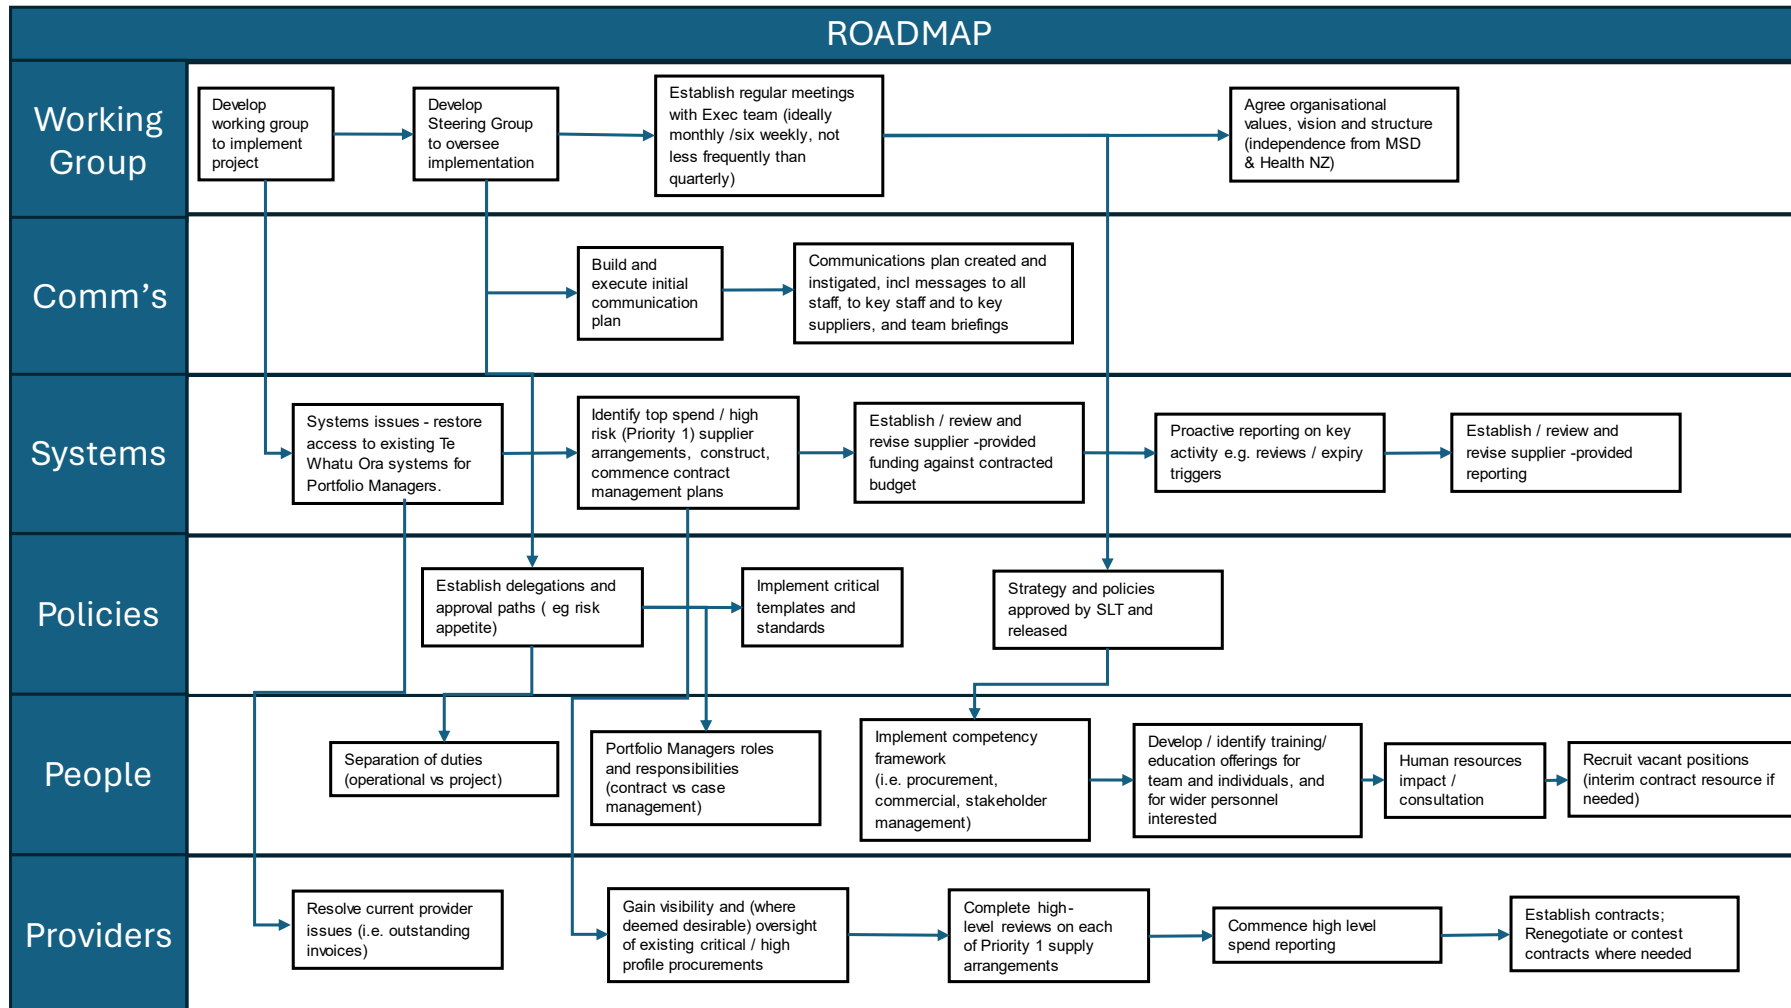 ROADMAP
Working
Group
Develop
working group
to implement
project
Develop
Steering Group
to oversee
implementation
Establish regular meetings
with Exec team (ideally
monthly /six weekly, not
less frequently than
quarterly)
Agree organisational
values, vision and structure
(independence from MSD
& Health NZ)
Comm's
Build and
execute initial
communication
plan
Communications plan created and
instigated, incl messages to all
staff, to key staff and to key
suppliers, and team briefings
Systems
Systems issues - restore
access to existing Te
Whatu Ora systems for
Portfolio Managers.
Identify top spend / high
risk (Priority 1) supplier
arrangements, construct,
commence contract
management plans
Establish / review and
revise supplier -provided
funding against contracted
budget
Proactive reporting on key
activity e.g. reviews / expiry
triggers
Establish / review and
revise supplier -provided
reporting
Policies
Establish delegations and
approval paths ( eg risk
appetite)
Implement critical
templates and
standards
Strategy and policies
approved by SLT and
released
People
Separation of duties
(operational vs project)
Portfolio Managers roles
and responsibilities
(contract vs case
management)
Implement competency
framework
(i.e. procurement,
commercial, stakeholder
management)
Develop / identify training/
education offerings for
team and individuals, and
for wider personnel
interested
Human resources
impact /
consultation
Recruit vacant positions
(interim contract resource if
needed)
Providers
Resolve current provider
issues (i.e. outstanding
invoices)
Gain visibility and (where
deemed desirable) oversight
of existing critical / high
profile procurements
Complete high-
level reviews on each
of Priority 1 supply
arrangements
Commence high level
spend reporting
Establish contracts;
Renegotiate or contest
contracts where needed